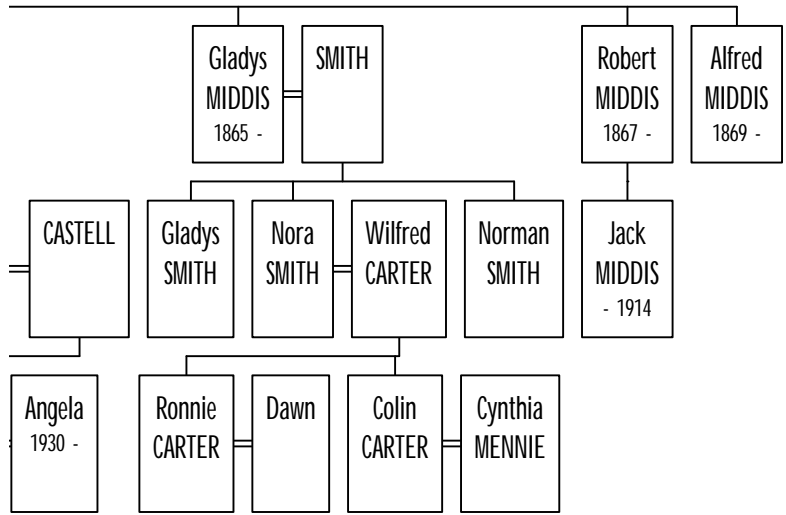 Gladys
MIDDIS
1865 -
SMITH
Robert
MIDDIS
1867 -
Alfred
MIDDIS
1869 -
CASTELL
Gladys
SMITH
Nora
SMITH
Wilfred
CARTER
Norman
SMITH
Jack
MIDDIS
- 1914
Angela
1930 -
Ronnie
CARTER
Dawn
Colin
CARTER
Cynthia
MENNIE